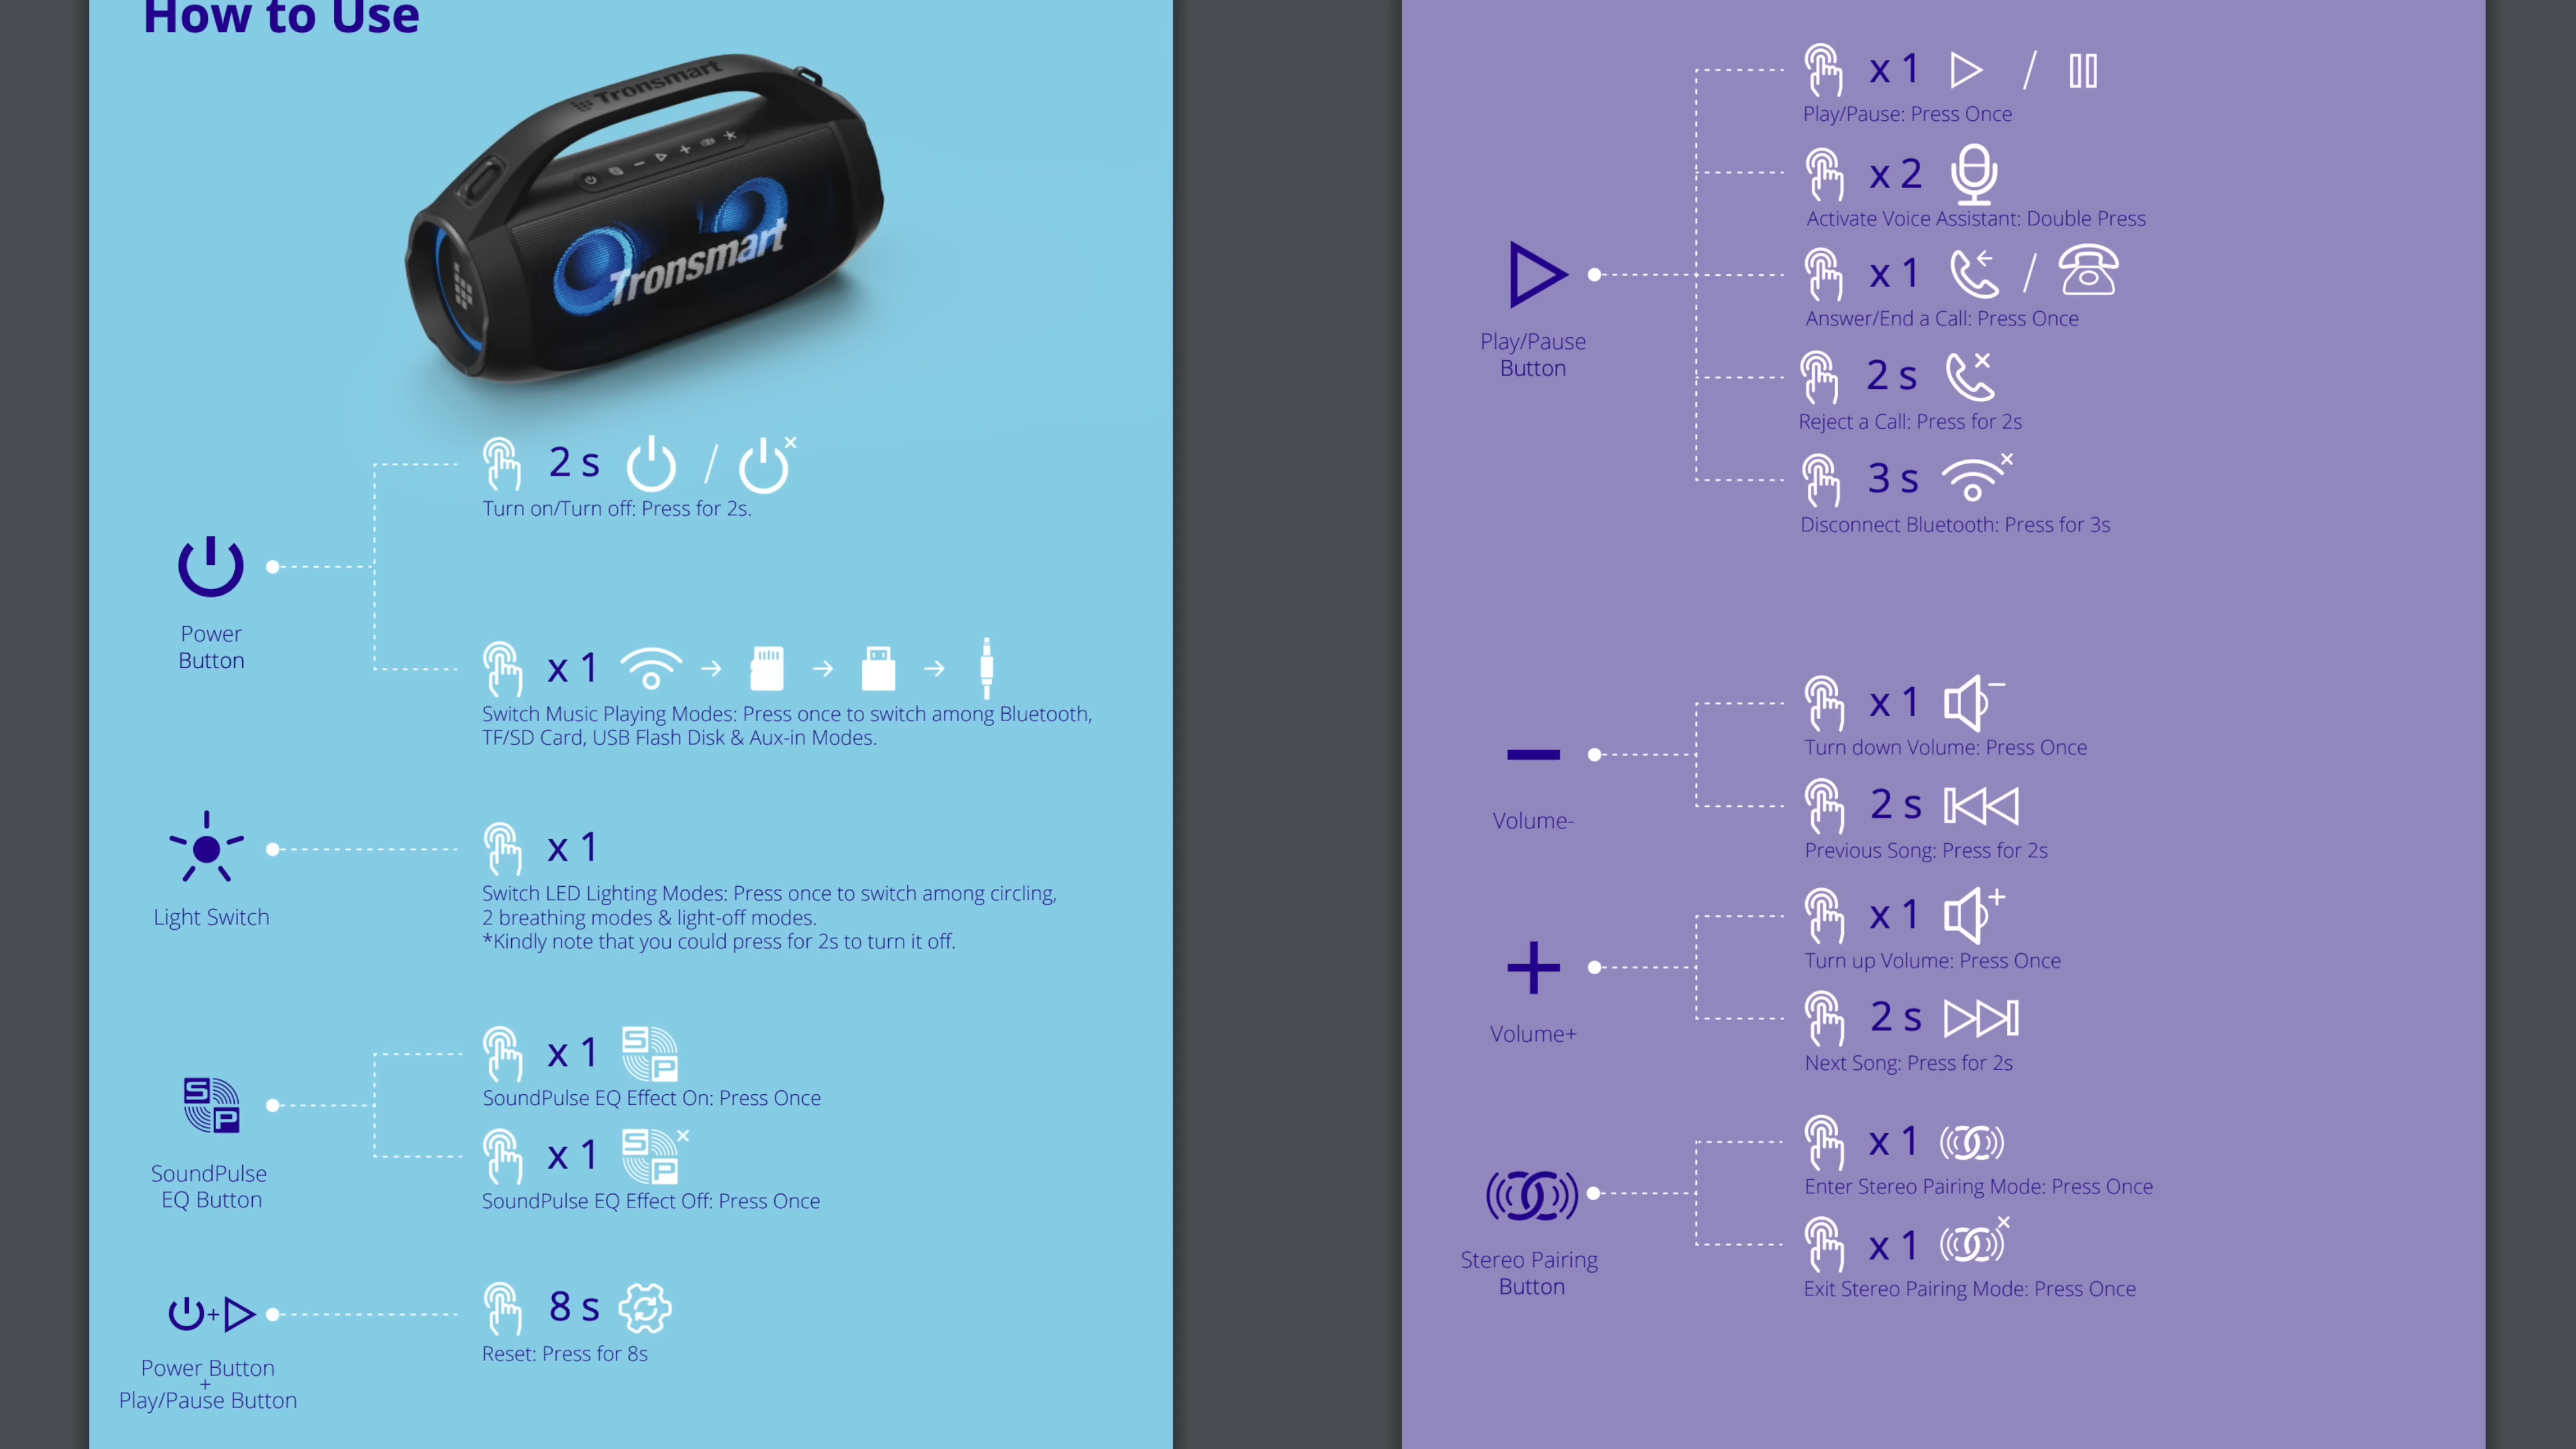 How to Use
Tronsmart
Tronsmart
2 s /
Turn on/Turn off: Press for 2s.
Power
Button
x 1
Switch Music Playing Modes: Press once to switch among Bluetooth,
TF/SD Card, USB Flash Disk & Aux-in Modes.
Light Switch
x 1
Switch LED Lighting Modes: Press once to switch among circling,
2 breathing modes & light-off modes.
*Kindly note that you could press for 2s to turn it off.
SP
SoundPulse
EQ Button
x 1 SP
SoundPulse EQ Effect On: Press Once
x 1 SP
SoundPulse EQ Effect Off: Press Once
+
Power Button
+
Play/Pause Button
8 s
Reset: Press for 8s
Play/Pause
Button
x 1 /
Play/Pause: Press Once
x 2
Activate Voice Assistant: Double Press
x 1 /
Answer/End a Call: Press Once
2 s
Reject a Call: Press for 2s
3 s
Disconnect Bluetooth: Press for 3s
Volume-
x 1
Turn down Volume: Press Once
2 s
Previous Song: Press for 2s
Volume+
x 1
Turn up Volume: Press Once
2 s
Next Song: Press for 2s
Stereo Pairing
Button
x 1
Enter Stereo Pairing Mode: Press Once
x 1
Exit Stereo Pairing Mode: Press Once